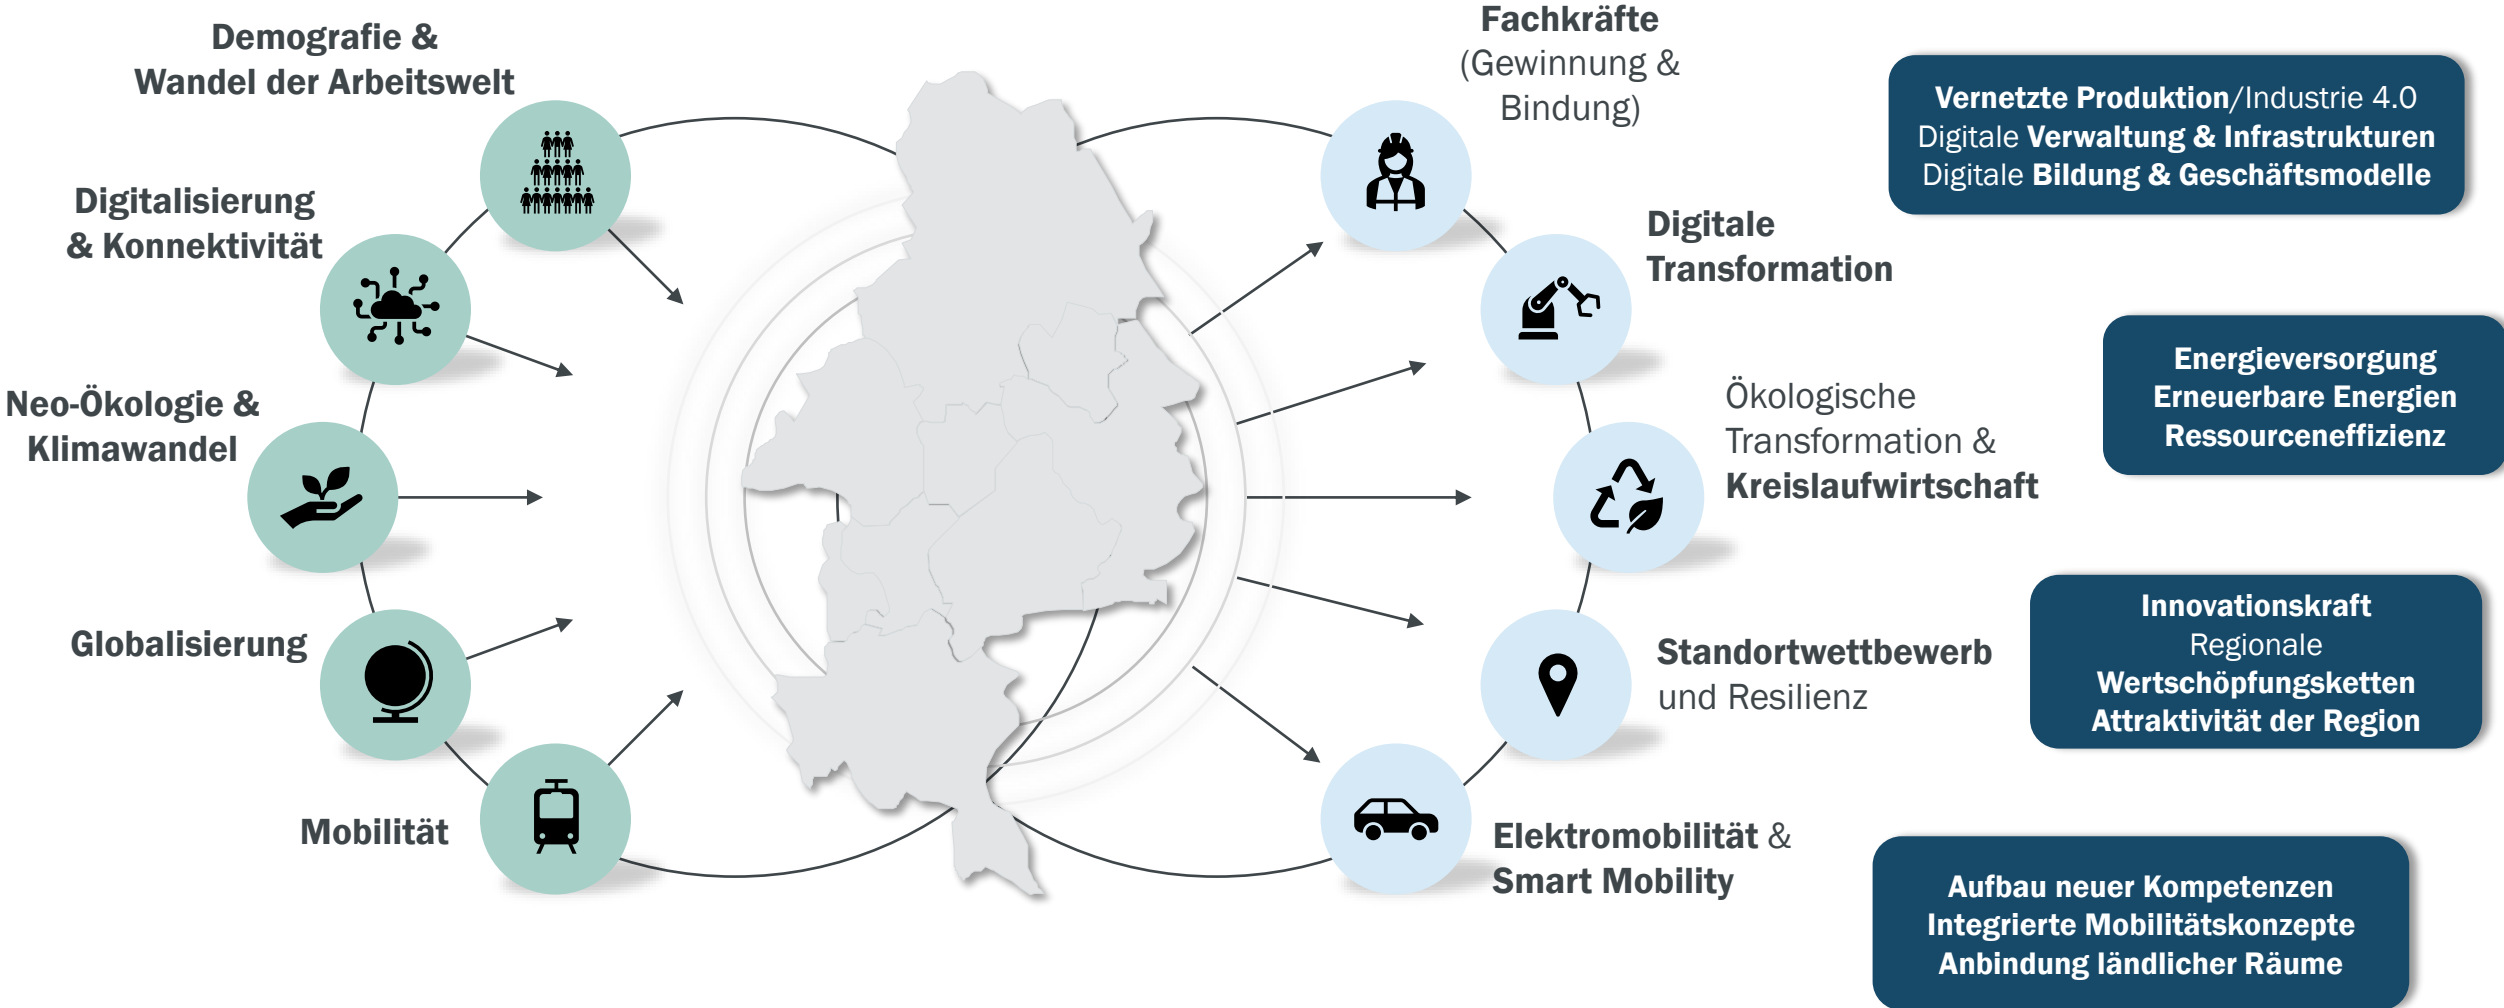 Demografie &
Wandel der Arbeitswelt
Digitalisierung
& Konnektivität
Neo-Ökologie &
Klimawandel
Globalisierung
Mobilität
Fachkräfte
(Gewinnung &
Bindung)
Digitale
Transformation
Ökologische
Transformation &
Kreislaufwirtschaft
Standortwettbewerb
und Resilienz
Elektromobilität &
Smart Mobility
Vernetzte Produktion/Industrie 4.0
Digitale Verwaltung & Infrastrukturen
Digitale Bildung & Geschäftsmodelle
Energieversorgung
Erneuerbare Energien
Ressourceneffizienz
Innovationskraft
Regionale
Wertschöpfungsketten
Attraktivität der Region
Aufbau neuer Kompetenzen
Integrierte Mobilitätskonzepte
Anbindung ländlicher Räume